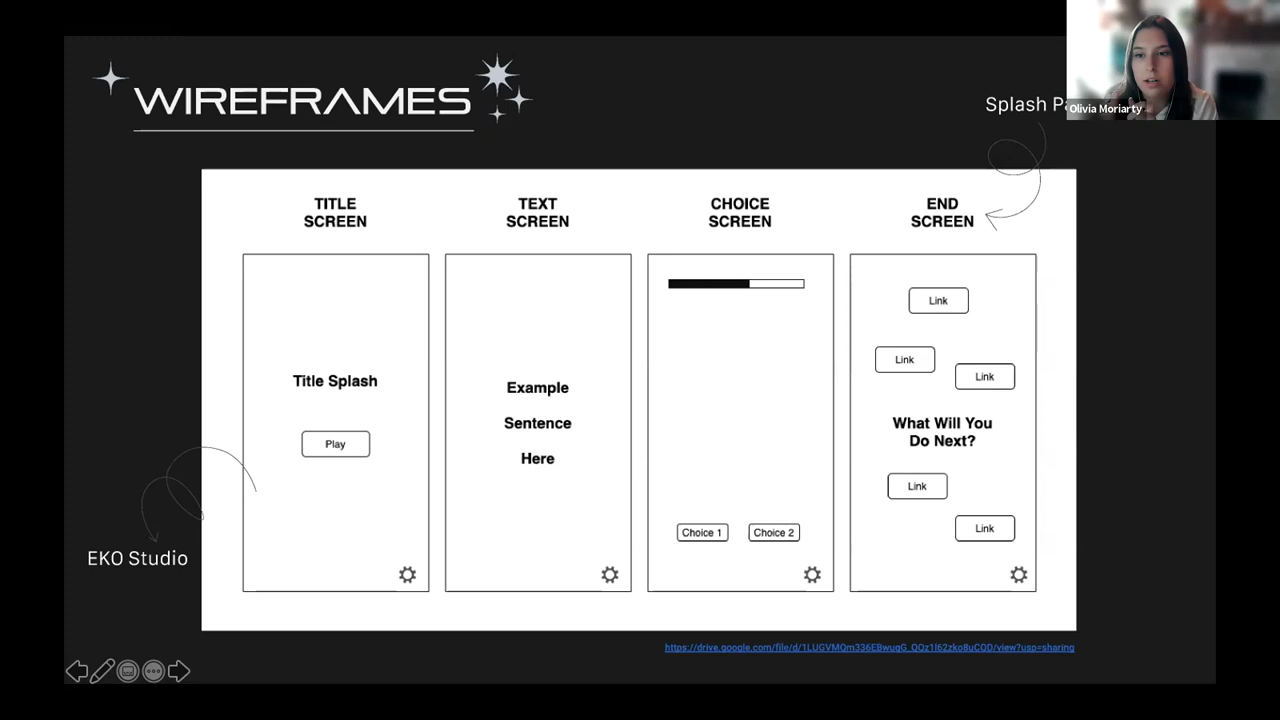 WIREFRAMES
Splash
Olivia Moriarty
TITLE
SCREEN
TEXT
SCREEN
CHOICE
SCREEN
END
SCREEN
Title Splash
Play
Example
Sentence
Here
Choice 1
Choice 2
Link
Link
Link
What Will You
Do Next?
Link
Link
EKO Studio